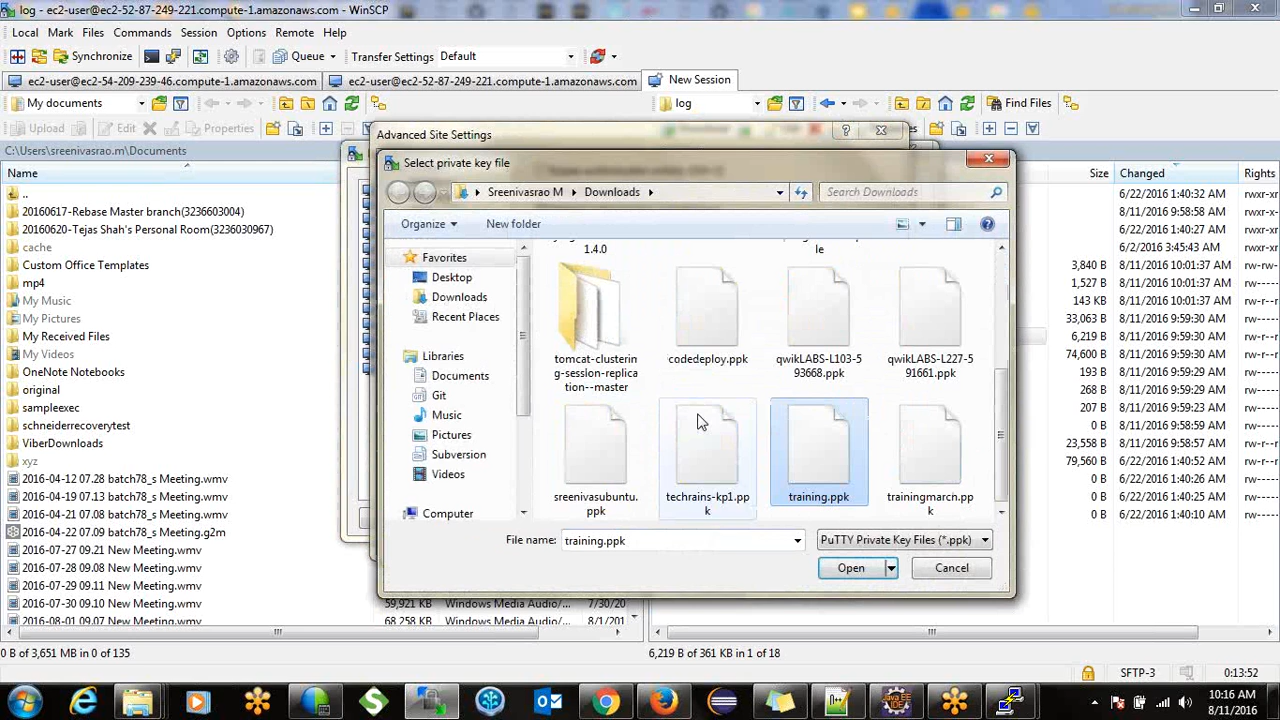 log - ec2-user@ec2-52-87-249-221.compute-1.amazonaws.com - WinSCP
Local Mark Files Commands Session Options Remote Help
Synchronize Queue Transfer Settings Default
ec2-user@ec2-54-209-239-46.compute-1.amazonaws.com ec2-user@ec2-52-87-249-221.compute-1.amazonaws.com New Session
My documents log Find Files
Upload Edit Properties
Advanced Site Settings
C:\Users\sreenivasrao.m\Documents
Select private key file
Name Size Changed Rights
Sreenivasrao M Downloads Search Downloads
Organize New folder
..
20160617-Rebase Master branch(3236603004)
20160620-Tejas Shah's Personal Room(3236030967)
cache
Custom Office Templates
mp4
My Music
My Pictures
My Received Files
My Videos
OneNote Notebooks
original
sampleexec
schneiderrecoverytest
ViberDownloads
xyz
2016-04-12 07.28 batch78_s Meeting.wmv
2016-04-19 07.13 batch78_s Meeting.wmv
2016-04-21 07.09 batch78_s Meeting.wmv
2016-04-22 07.09 batch78_s Meeting.g2m
2016-07-27 09.21 New Meeting.wmv
2016-07-28 09.08 New Meeting.wmv
2016-07-29 09.08 New Meeting.wmv
2016-07-30 09.10 New Meeting.wmv
2016-08-01 09.07 New Meeting.wmv
Favorites
Desktop
Downloads
Recent Places
Libraries
Documents
Git
Music
Pictures
Subversion
Videos
Computer
1.4.0
le
tomcat-clusterin
g-session-replica
tion--master
codedeploy.ppk
qwikLABS-L103-5
93668.ppk
qwikLABS-L227-5
91661.ppk
sreenivasubuntu.
ppk
techrains-kp1.pp
k
training.ppk
trainingmarch.pp
k
File name: training.ppk PuTTY Private Key Files (*.ppk)
Open Cancel
6/22/2016 1:40:32 AM rwxr-xr
8/11/2016 9:58:58 AM rwxr-xr
6/22/2016 1:40:27 AM rwxr-xr
6/2/2016 3:45:43 AM rwxr-xr
3,840 B 8/11/2016 10:01:37 AM rw-rw--
1,527 B 8/11/2016 10:01:37 AM rw-r---
143 KB 8/11/2016 10:01:37 AM rw-r---
33,063 B 8/11/2016 9:59:30 AM rw-r---
6,219 B 8/11/2016 9:59:30 AM rw-r---
74,600 B 8/11/2016 9:59:30 AM rw-r---
193 B 8/11/2016 9:59:29 AM rw-r---
268 B 8/11/2016 9:59:29 AM rw-r---
207 B 8/11/2016 9:59:23 AM rw-r---
0 B 8/11/2016 9:58:57 AM rw-----
23,558 B 8/11/2016 9:58:57 AM rw-r---
79,560 B 6/22/2016 1:40:52 AM rw-r---
0 B 6/22/2016 1:40:26 AM rw-----
0 B 6/22/2016 1:40:25 AM rw-----
0 B 6/22/2016 1:40:10 AM rw-----
59,921 KB Windows Media Audio/... 7/30/20
68,258 KB Windows Media Audio/... 8/1/201
0 B of 3,651 MB in 0 of 135 6,219 B of 361 KB in 1 of 18
SFTP-3 0:13:52
10:16 AM
8/11/2016